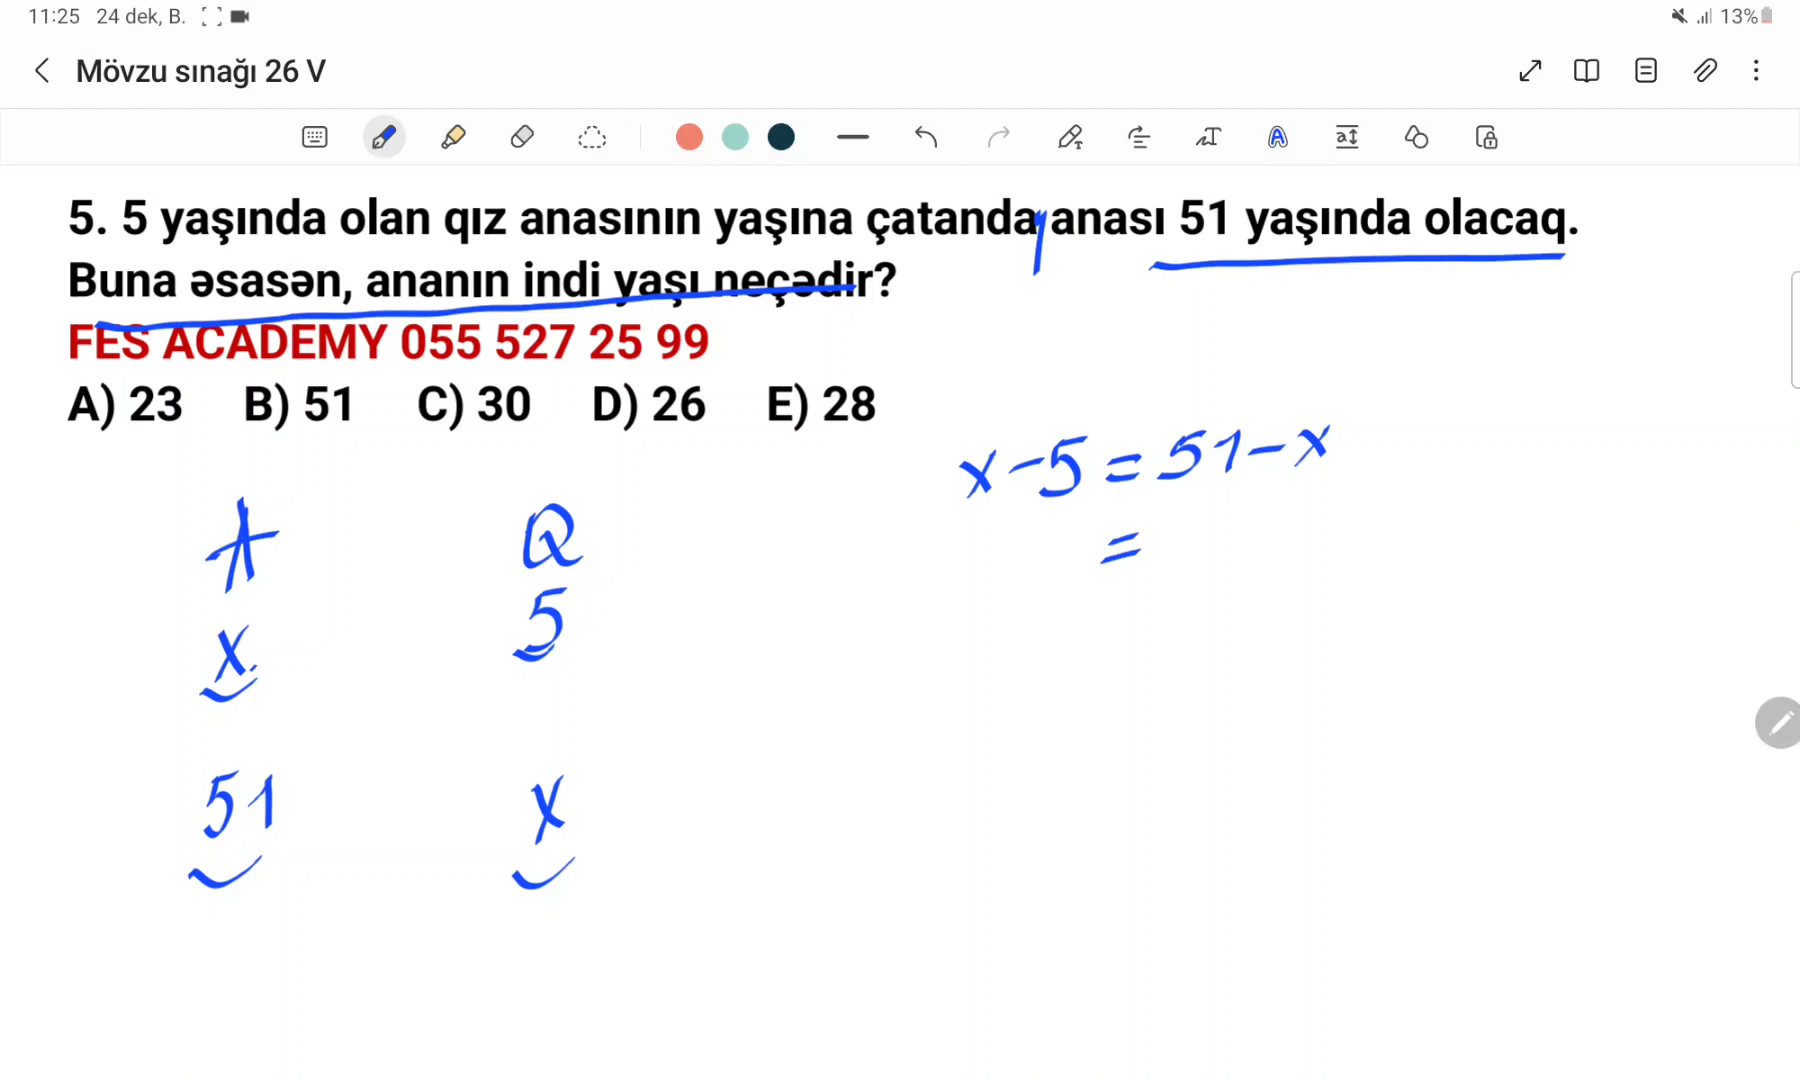 11:25 24 dek, B. 13%
Mövzu sınağı 26 V
5. 5 yaşında olan qız anasının yaşına çatanda anası 51 yaşında olacaq.
Buna əsasən, ananın indi yaşı neçədir?
FES ACADEMY 055 527 25 99
A) 23 B) 51 C) 30 D) 26 E) 28
x-5=51-x
=
A Q
x 5
51 x